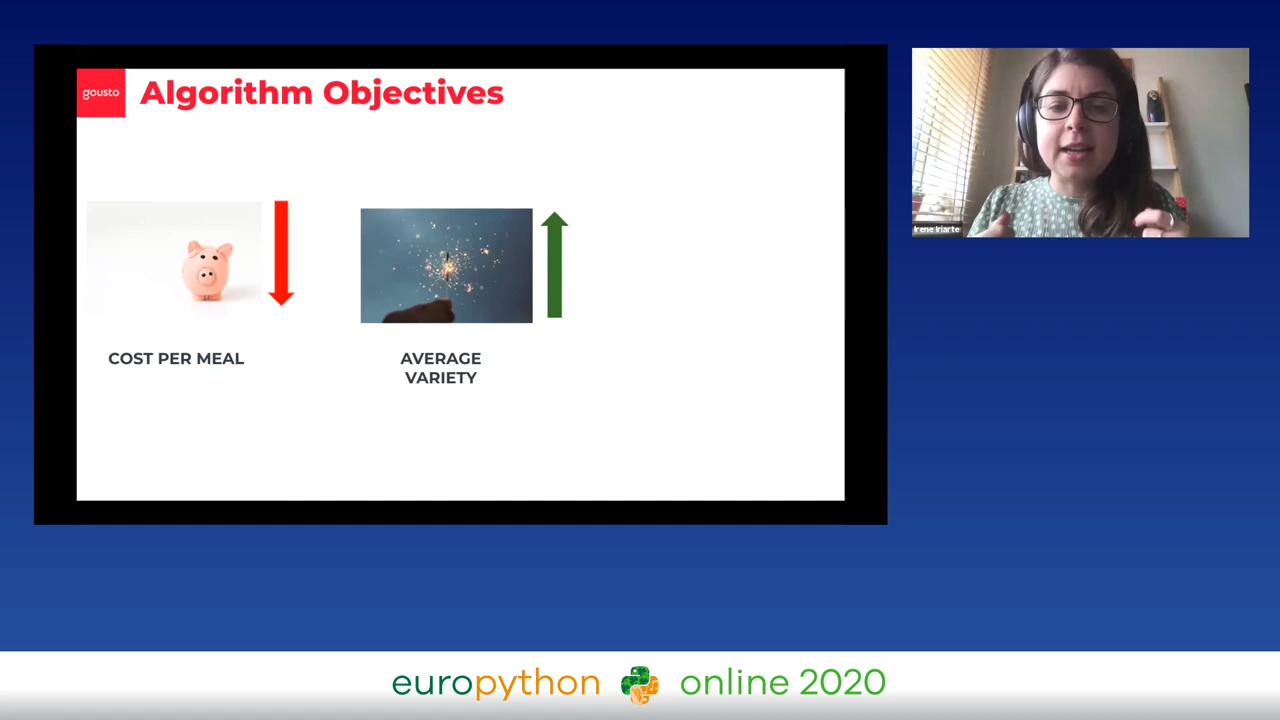 gousto
Algorithm Objectives
COST PER MEAL
AVERAGE
VARIETY
Irene Iriarte
europython online 2020